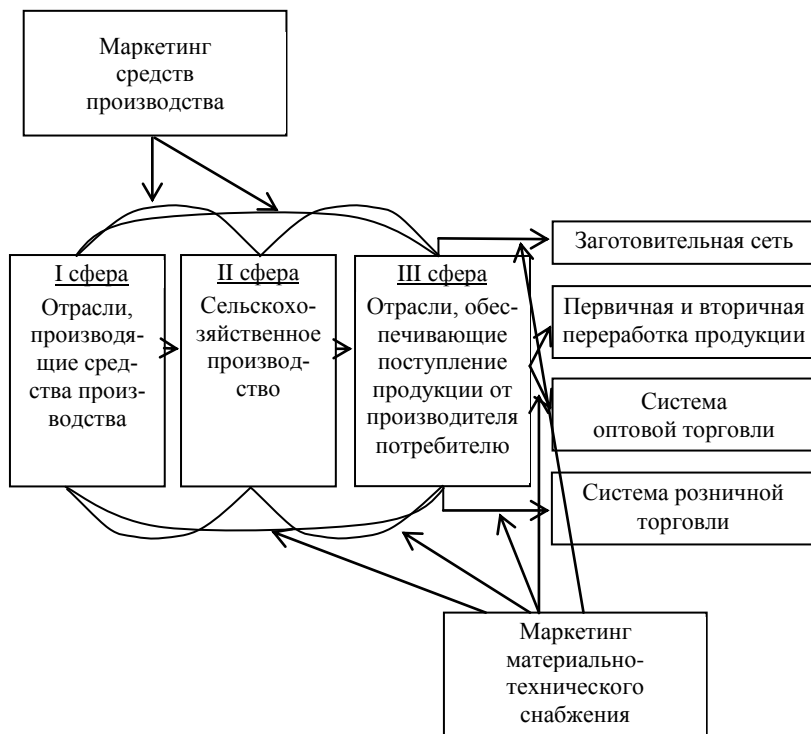 Маркетинг
средств
производства
I сфера
Отрасли,
производя-
щие сред-
ства произ-
водства
II сфера
Сельскохо-
зяйственное
производ-
ство
III сфера
Отрасли, обес-
печивающие
поступление
продукции от
производителя
потребителю
Заготовительная сеть
Первичная и вторичная
переработка продукции
Система
оптовой торговли
Система розничной
торговли
Маркетинг
материально-
технического
снабжения